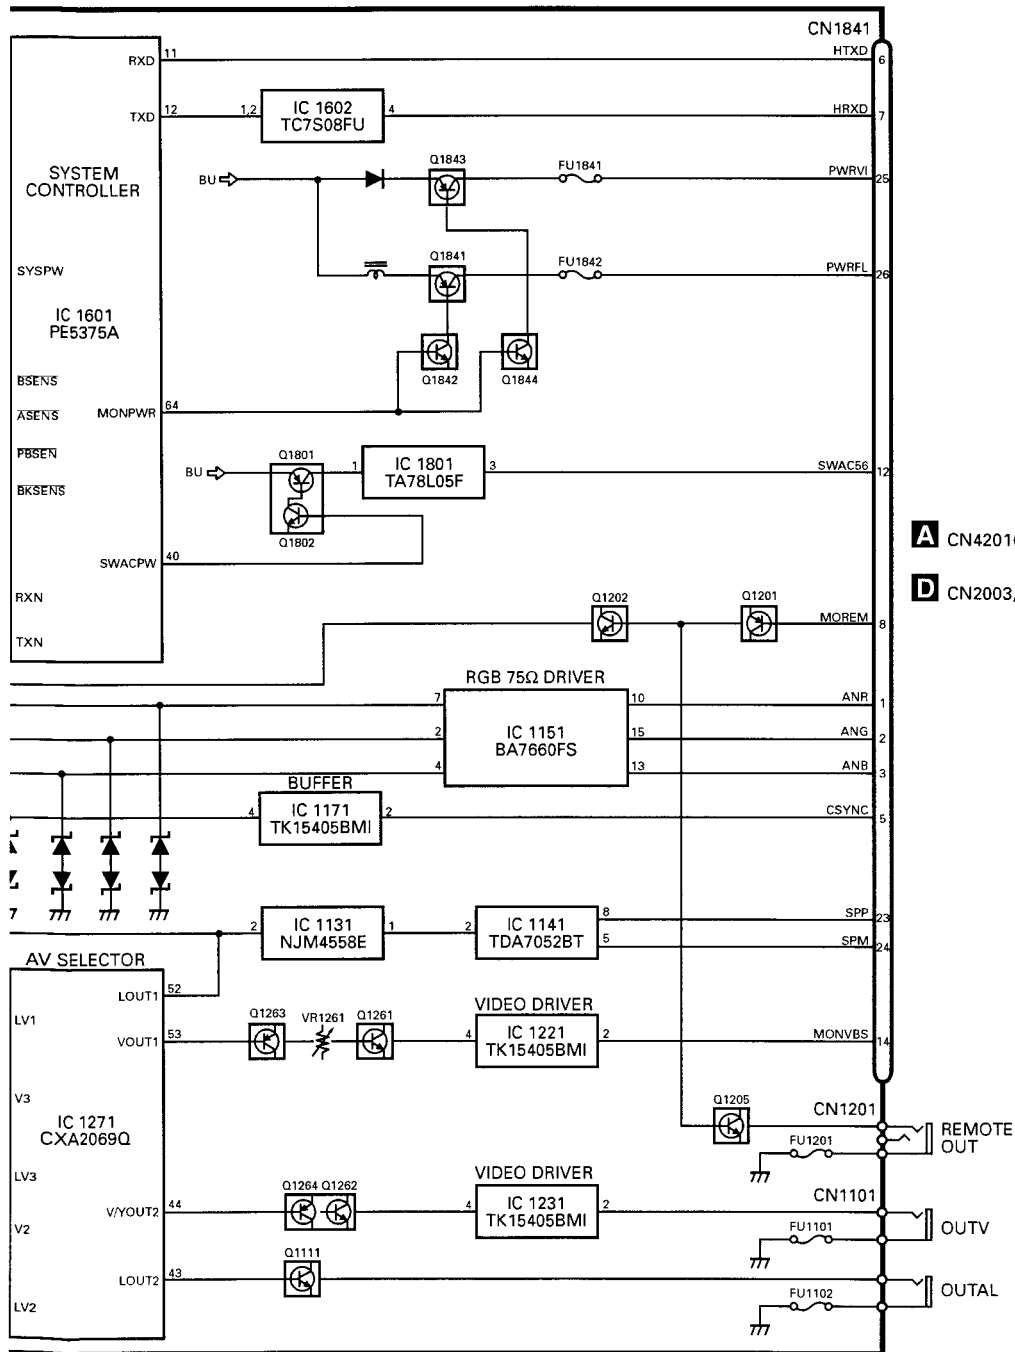 CN1841
RXD 11 HTXD 6
TXD 12 1,2 IC 1602 4 HRXD 7
TC7S08FU
Q1843 FU1841
SYSTEM
CONTROLLER
BU PWRVI 25
Q1841 FU1842
SYSPW PWRFL 26
IC 1601
PE5375A
Q1842 Q1844
BSENS
ASENS MONPWR 64
PBSEN
BKSENS
Q1801
BU 1 IC 1801 3 SWAC56 12
TA78L05F
Q1802
SWACPW 40
A CN4201
D CN2003,
RXN
TXN
Q1202 Q1201
MOREM 8
RGB 75Ω DRIVER
7 10 ANR 1
2 IC 1151 15 ANG 2
BA7660FS
4 13 ANB 3
BUFFER
4 IC 1171 2 CSYNC 5
TK15405BMI
8 SPP 23
2 IC 1131 1 2 IC 1141
NJM4558E TDA7052BT
5 SPM 24
AV SELECTOR
LOUT1 52
LV1
Q1263 VR1261 Q1261
VIDEO DRIVER
VOUT1 53 4 IC 1221 2 MONVBS 14
TK15405BMI
V3
IC 1271
CXA2069Q
Q1205 CN1201
FU1201 REMOTE
OUT
LV3
VIDEO DRIVER
Q1264 Q1262
V/YOUT2 44 4 IC 1231 2 CN1101
TK15405BMI
V2
FU1101 OUTV
Q1111
LOUT2 43
OUTAL
LV2
FU1102